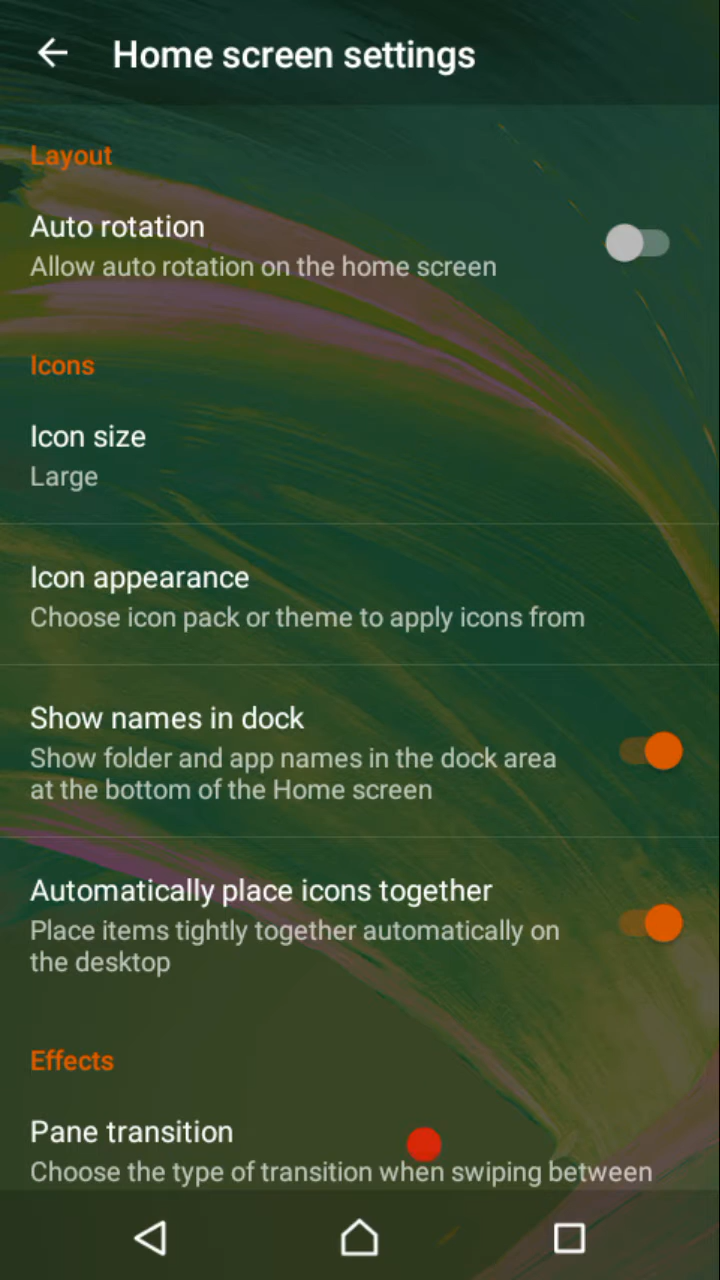 Home screen settings
Layout
Auto rotation
Allow auto rotation on the home screen
Icons
Icon size
Large
Icon appearance
Choose icon pack or theme to apply icons from
Show names in dock
Show folder and app names in the dock area
at the bottom of the Home screen
Automatically place icons together
Place items tightly together automatically on
the desktop
Effects
Pane transition
Choose the type of transition when swiping between